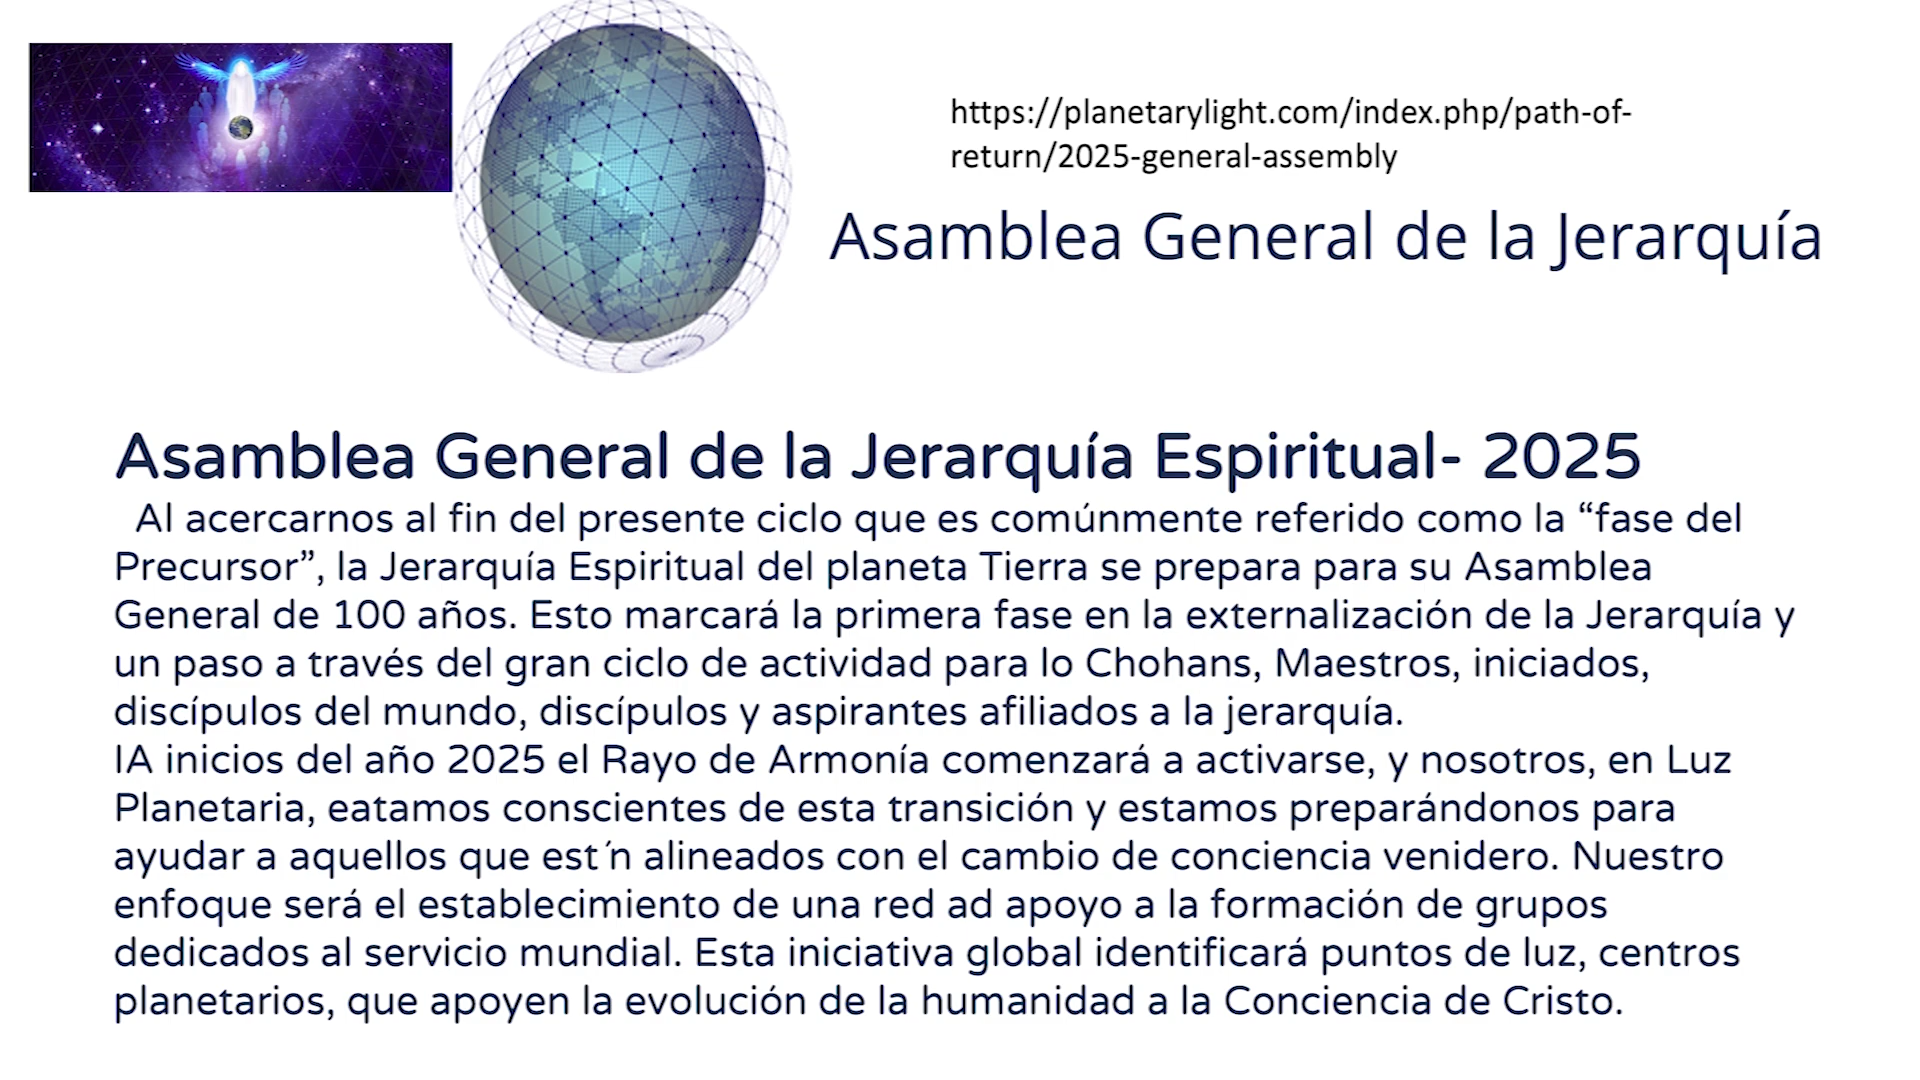 https://planetarylight.com/index.php/path-of-
return/2025-general-assembly
Asamblea General de la Jerarquía
Asamblea General de la Jerarquía Espiritual- 2025
Al acercarnos al fin del presente ciclo que es comúnmente referido como la “fase del
Precursor”, la Jerarquía Espiritual del planeta Tierra se prepara para su Asamblea
General de 100 años. Esto marcará la primera fase en la externalización de la Jerarquía y
un paso a través del gran ciclo de actividad para lo Chohans, Maestros, iniciados,
discípulos del mundo, discípulos y aspirantes afiliados a la jerarquía.
IA inicios del año 2025 el Rayo de Armonía comenzará a activarse, y nosotros, en Luz
Planetaria, eatamos conscientes de esta transición y estamos preparándonos para
ayudar a aquellos que est´n alineados con el cambio de conciencia venidero. Nuestro
enfoque será el establecimiento de una red ad apoyo a la formación de grupos
dedicados al servicio mundial. Esta iniciativa global identificará puntos de luz, centros
planetarios, que apoyen la evolución de la humanidad a la Conciencia de Cristo.